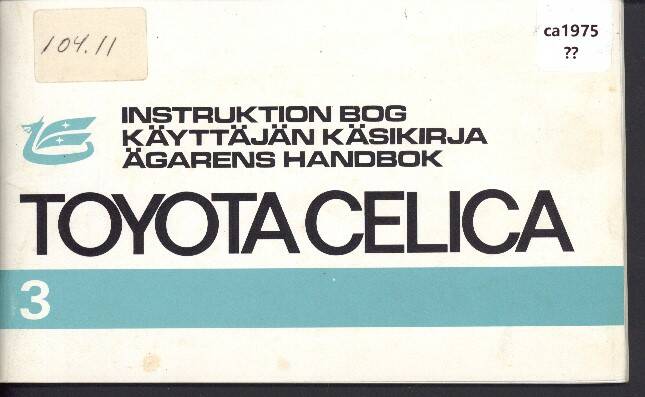 104.11
ca1975
??
INSTRUKTION BOG
KÄYTTÄJÄN KÄSIKIRJA
ÄGARENS HANDBOK
TOYOTA CELICA
3